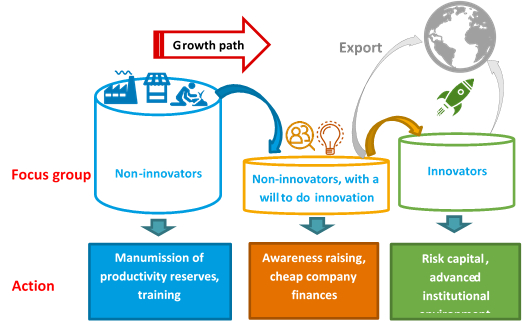 Growth path
Export
Focus group
Non-innovators
Non-innovators, with a
will to do innovation
Innovators
Action
Manumission of
productivity reserves,
training
Awareness raising,
cheap company
finances
Risk capital,
advanced
institutional
environment